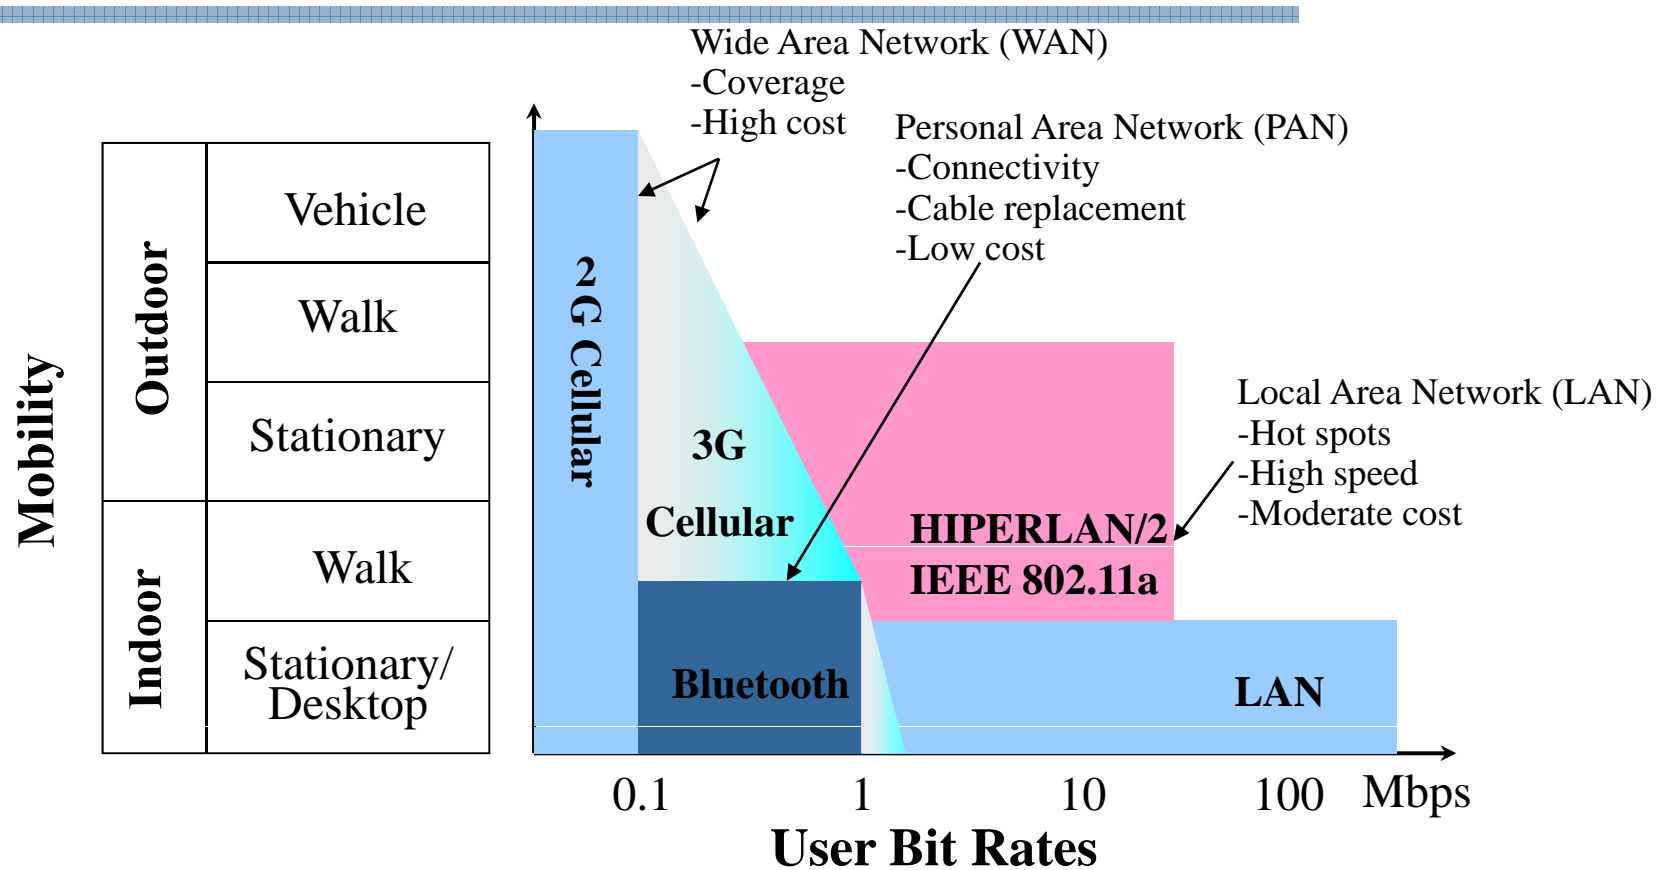 Wide Area Network (WAN)
-Coverage
-High cost
Personal Area Network (PAN)
-Connectivity
-Cable replacement
-Low cost
Mobility
Outdoor
Vehicle
Walk
Stationary
Indoor
Walk
Stationary/
Desktop
2G Cellular
3G
Cellular
Bluetooth
HIPERLAN/2
IEEE 802.11a
LAN
Local Area Network (LAN)
-Hot spots
-High speed
-Moderate cost
0.1 1 10 100 Mbps
User Bit Rates